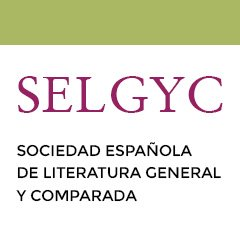 SELGYC
SOCIEDAD ESPAÑOLA
DE LITERATURA GENERAL
Y COMPARADA